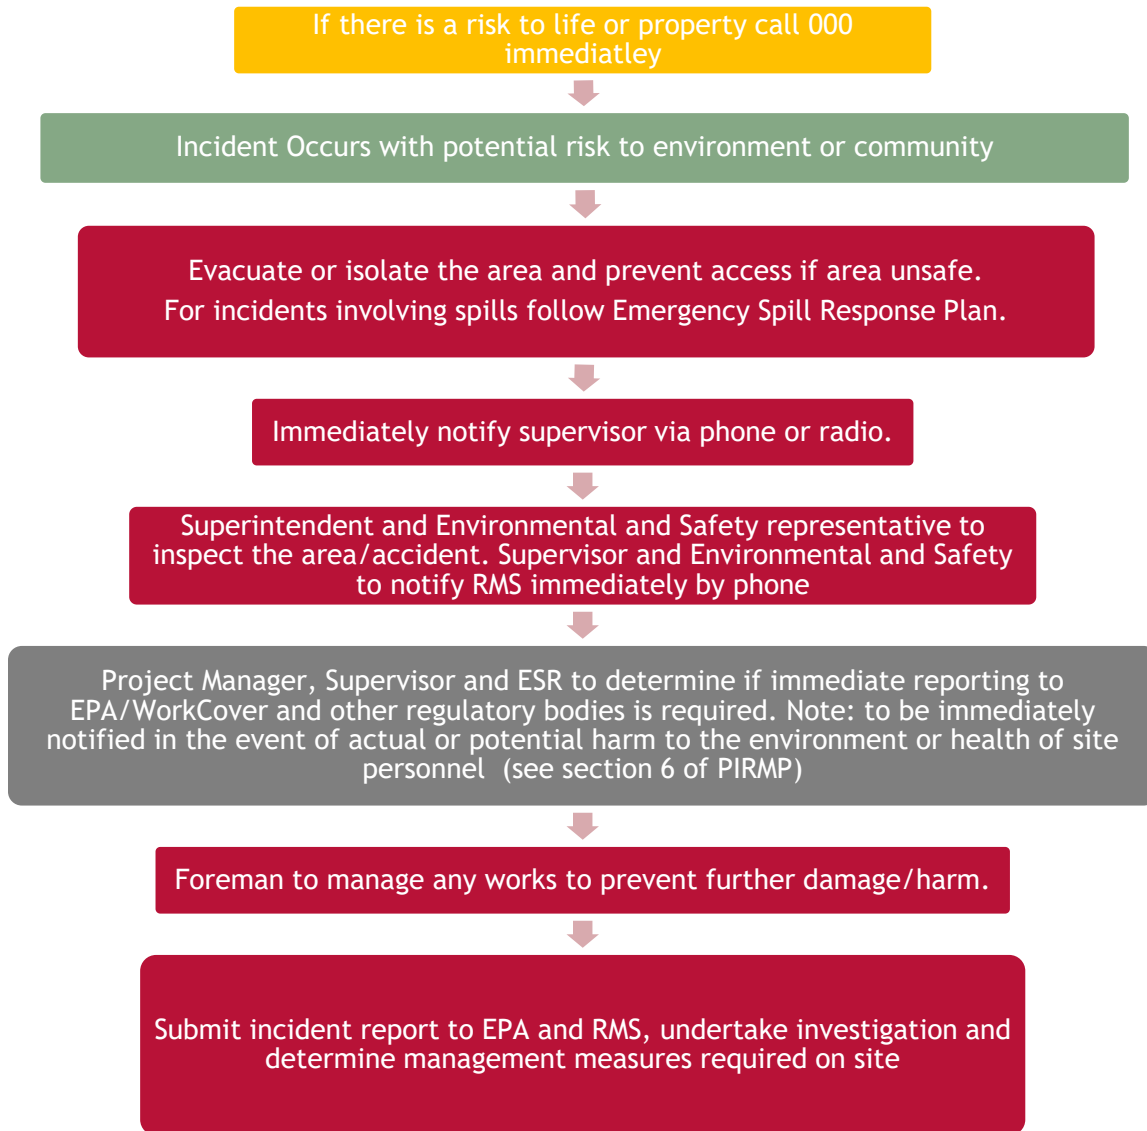 If there is a risk to life or property call 000
immediatley
Incident Occurs with potential risk to environment or community
Evacuate or isolate the area and prevent access if area unsafe.
For incidents involving spills follow Emergency Spill Response Plan.
Immediately notify supervisor via phone or radio.
Superintendent and Environmental and Safety representative to
inspect the area/accident. Supervisor and Environmental and Safety
to notify RMS immediately by phone
Project Manager, Supervisor and ESR to determine if immediate reporting to
EPA/WorkCover and other regulatory bodies is required. Note: to be immediately
notified in the event of actual or potential harm to the environment or health of site
personnel  (see section 6 of PIRMP)
Foreman to manage any works to prevent further damage/harm.
Submit incident report to EPA and RMS, undertake investigation and
determine management measures required on site